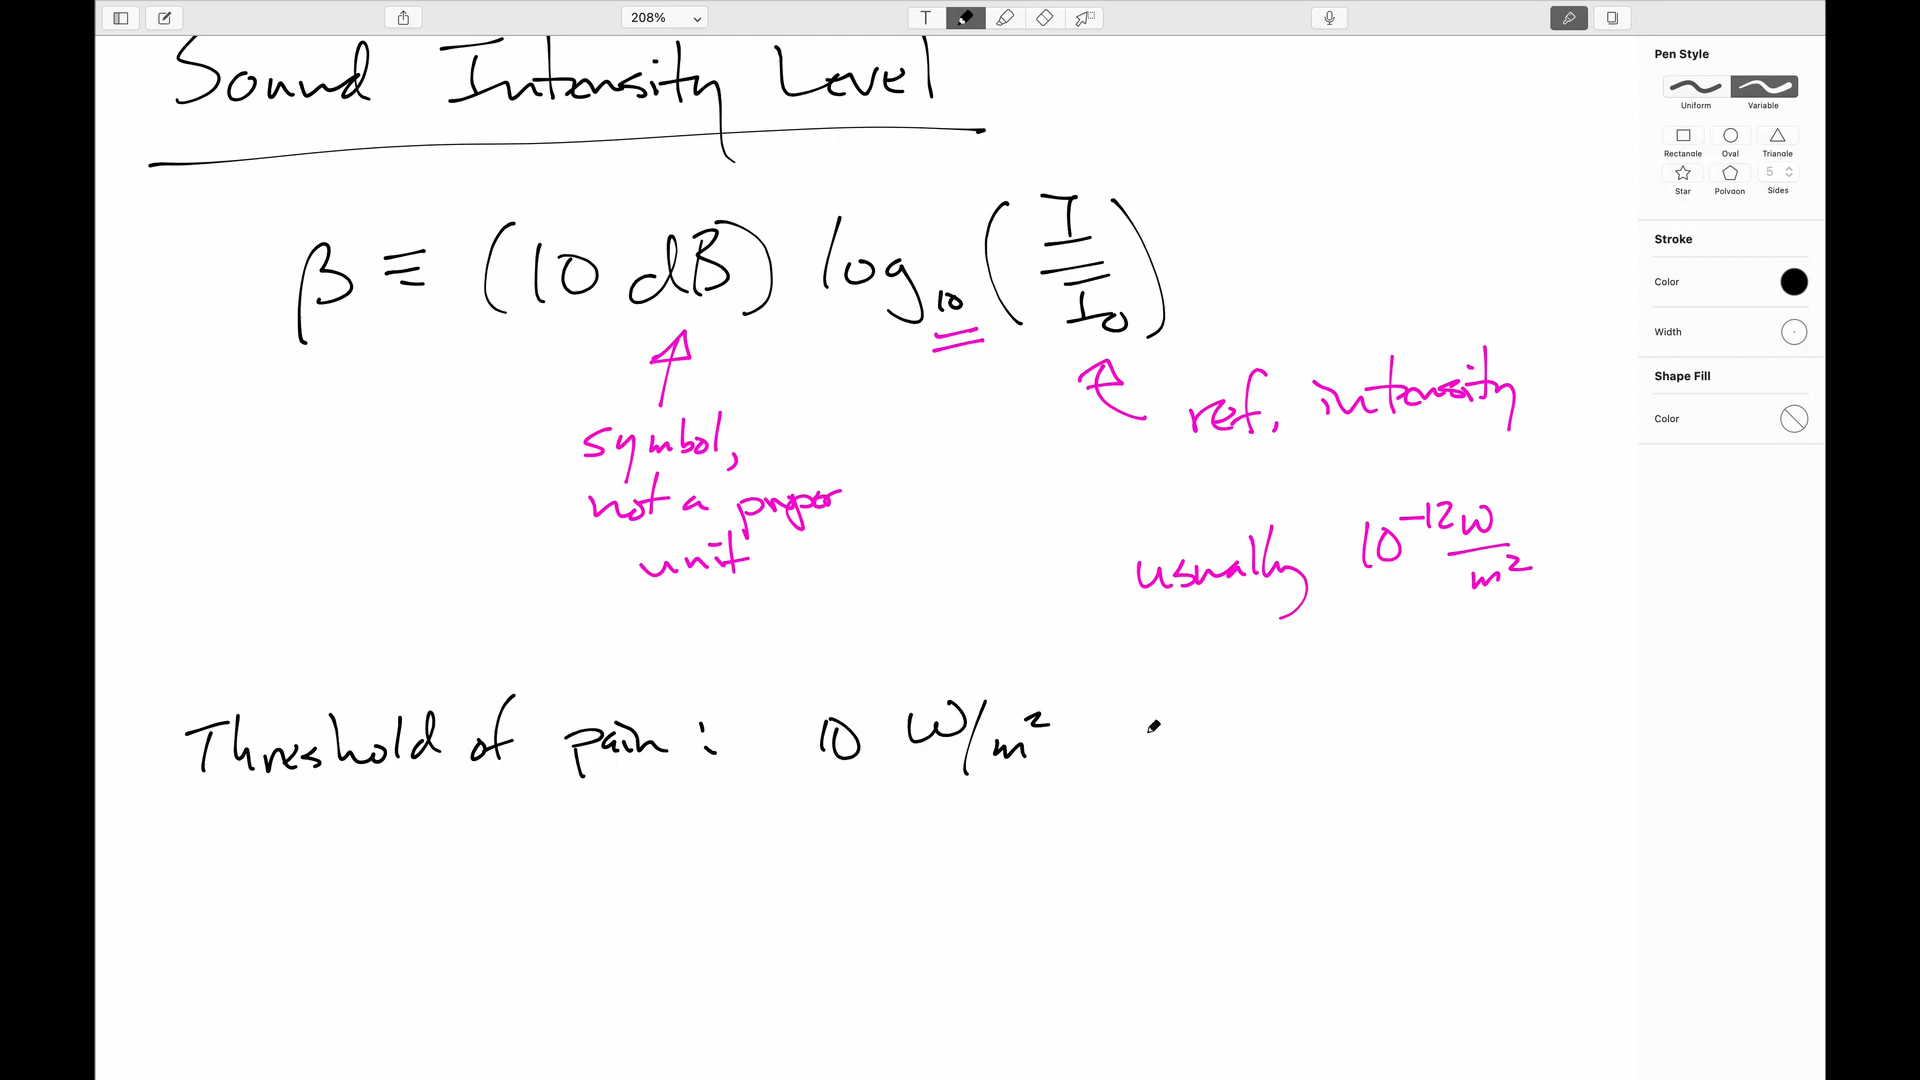 208%
T
Sound Intensity Level
β ≡ (10 dB) log₁₀ (I / I₀)
symbol,
not a proper
unit
ref. intensity
usually 10⁻¹² W/m²
Threshold of pain : 10 W/m²
Pen Style
Uniform Variable
Rectangle Oval Triangle
5
Star Polygon Sides
Stroke
Color
Width
Shape Fill
Color